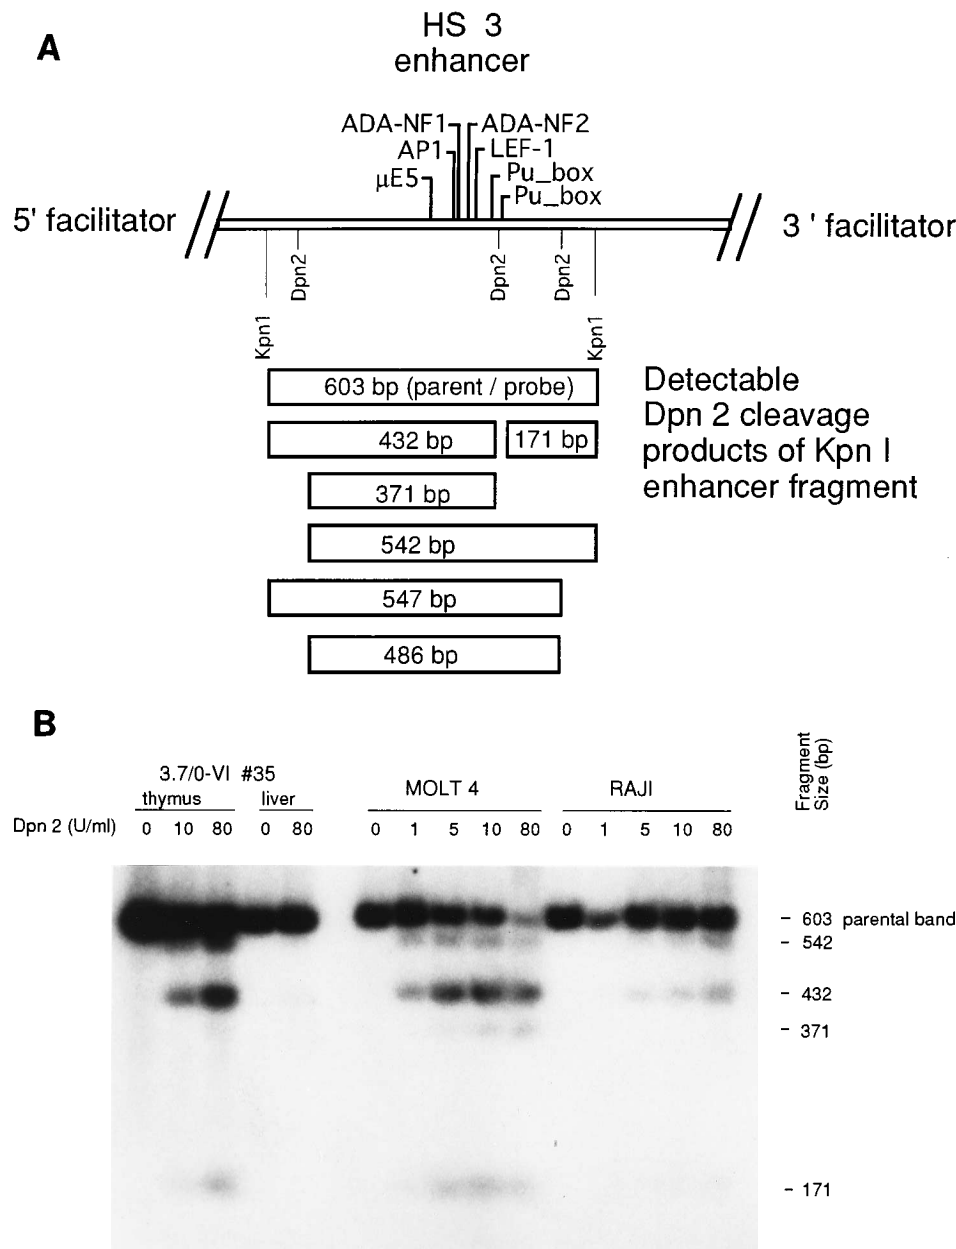 A
HS 3
enhancer
ADA-NF1
ADA-NF2
AP1
LEF-1
µE5
Pu_box
Pu_box
5' facilitator
3 ' facilitator
Dpn2
Dpn2
Dpn2
Kpn1
Kpn1
603 bp (parent / probe)
432 bp
171 bp
371 bp
542 bp
547 bp
486 bp
Detectable
Dpn 2 cleavage
products of Kpn I
enhancer fragment
B
3.7/0-VI #35
thymus
liver
MOLT 4
RAJI
Fragment
Size (bp)
Dpn 2 (U/ml) 0 10 80 0 80 0 1 5 10 80 0 1 5 10 80
- 603 parental band
- 542
- 432
- 371
- 171